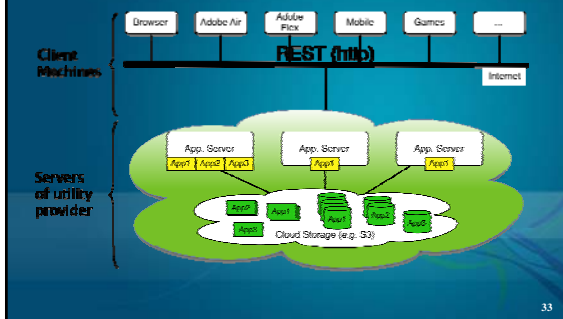 Browser
Adobe Air
Adobe
Flex
Mobile
Games
...
Client
Machines
REST (http)
Internet
App. Server
App. Server
App. Server
App1
App2
App3
App1
App1
Servers
of utility
provider
App2
App1
App1
App2
App3
App3
Cloud Storage (e.g. S3)
33